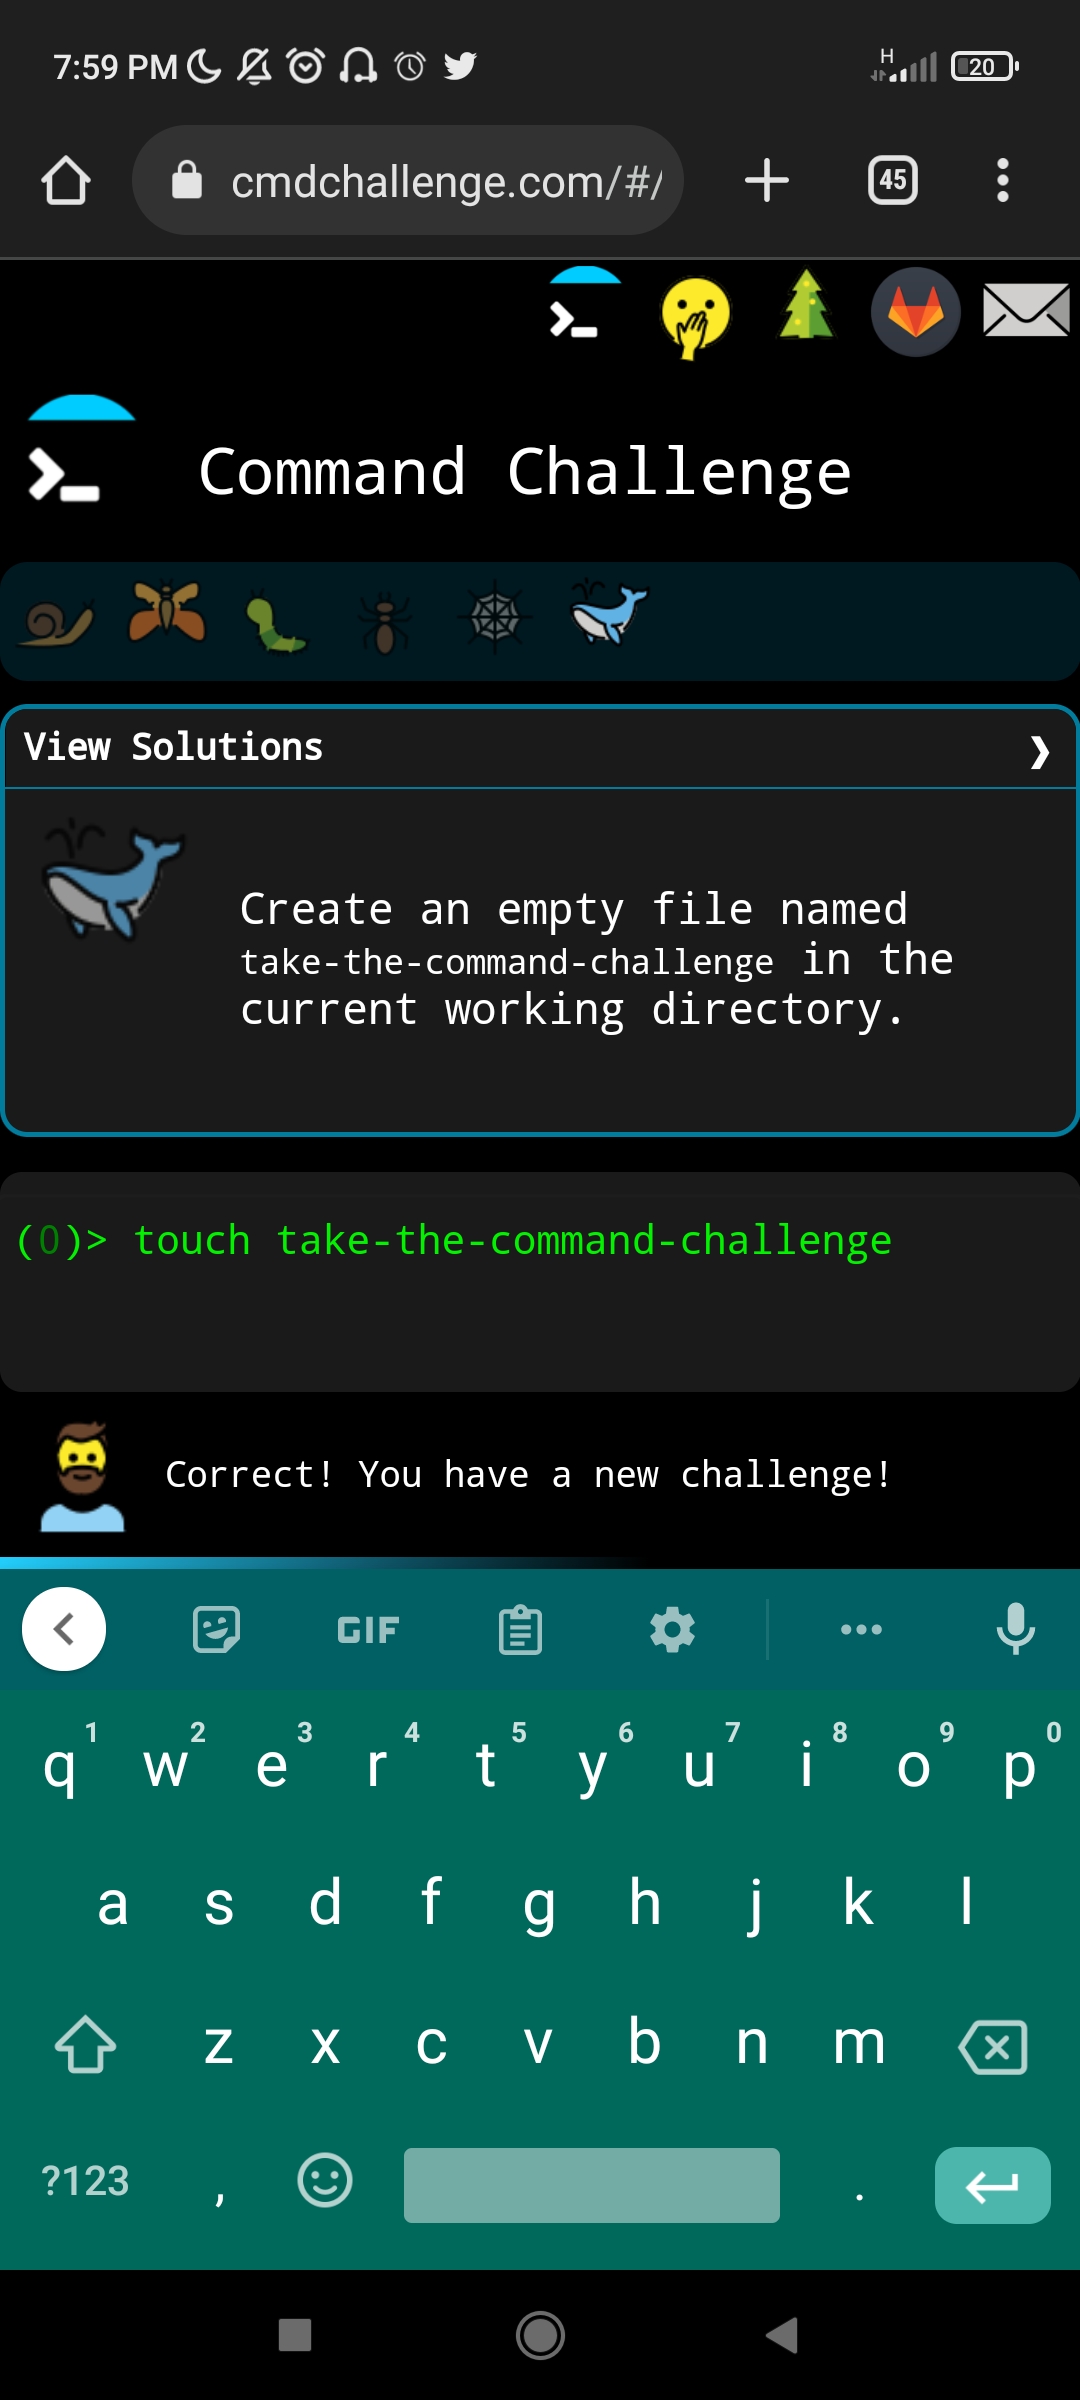 7:59 PM
H
20
cmdchallenge.com/#/
45
>_
>_ Command Challenge
View Solutions ❯
Create an empty file named
take-the-command-challenge in the
current working directory.
(0)> touch take-the-command-challenge
Correct! You have a new challenge!
GIF
1 2 3 4 5 6 7 8 9 0
q w e r t y u i o p
a s d f g h j k l
z x c v b n m
?123 , .